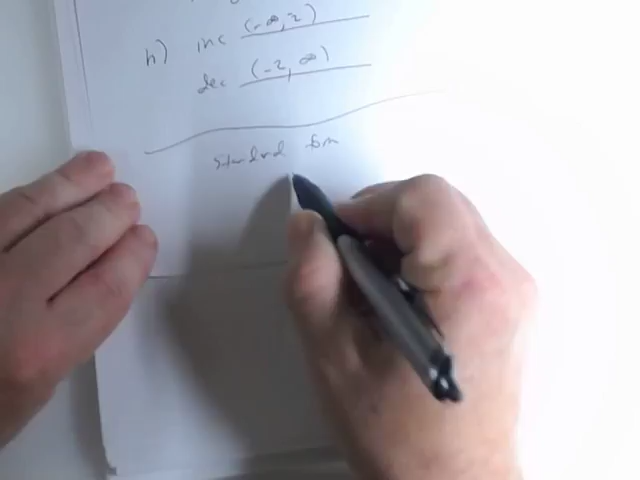 h) inc (-∞, 2)
dec (-2, ∞)
standard form